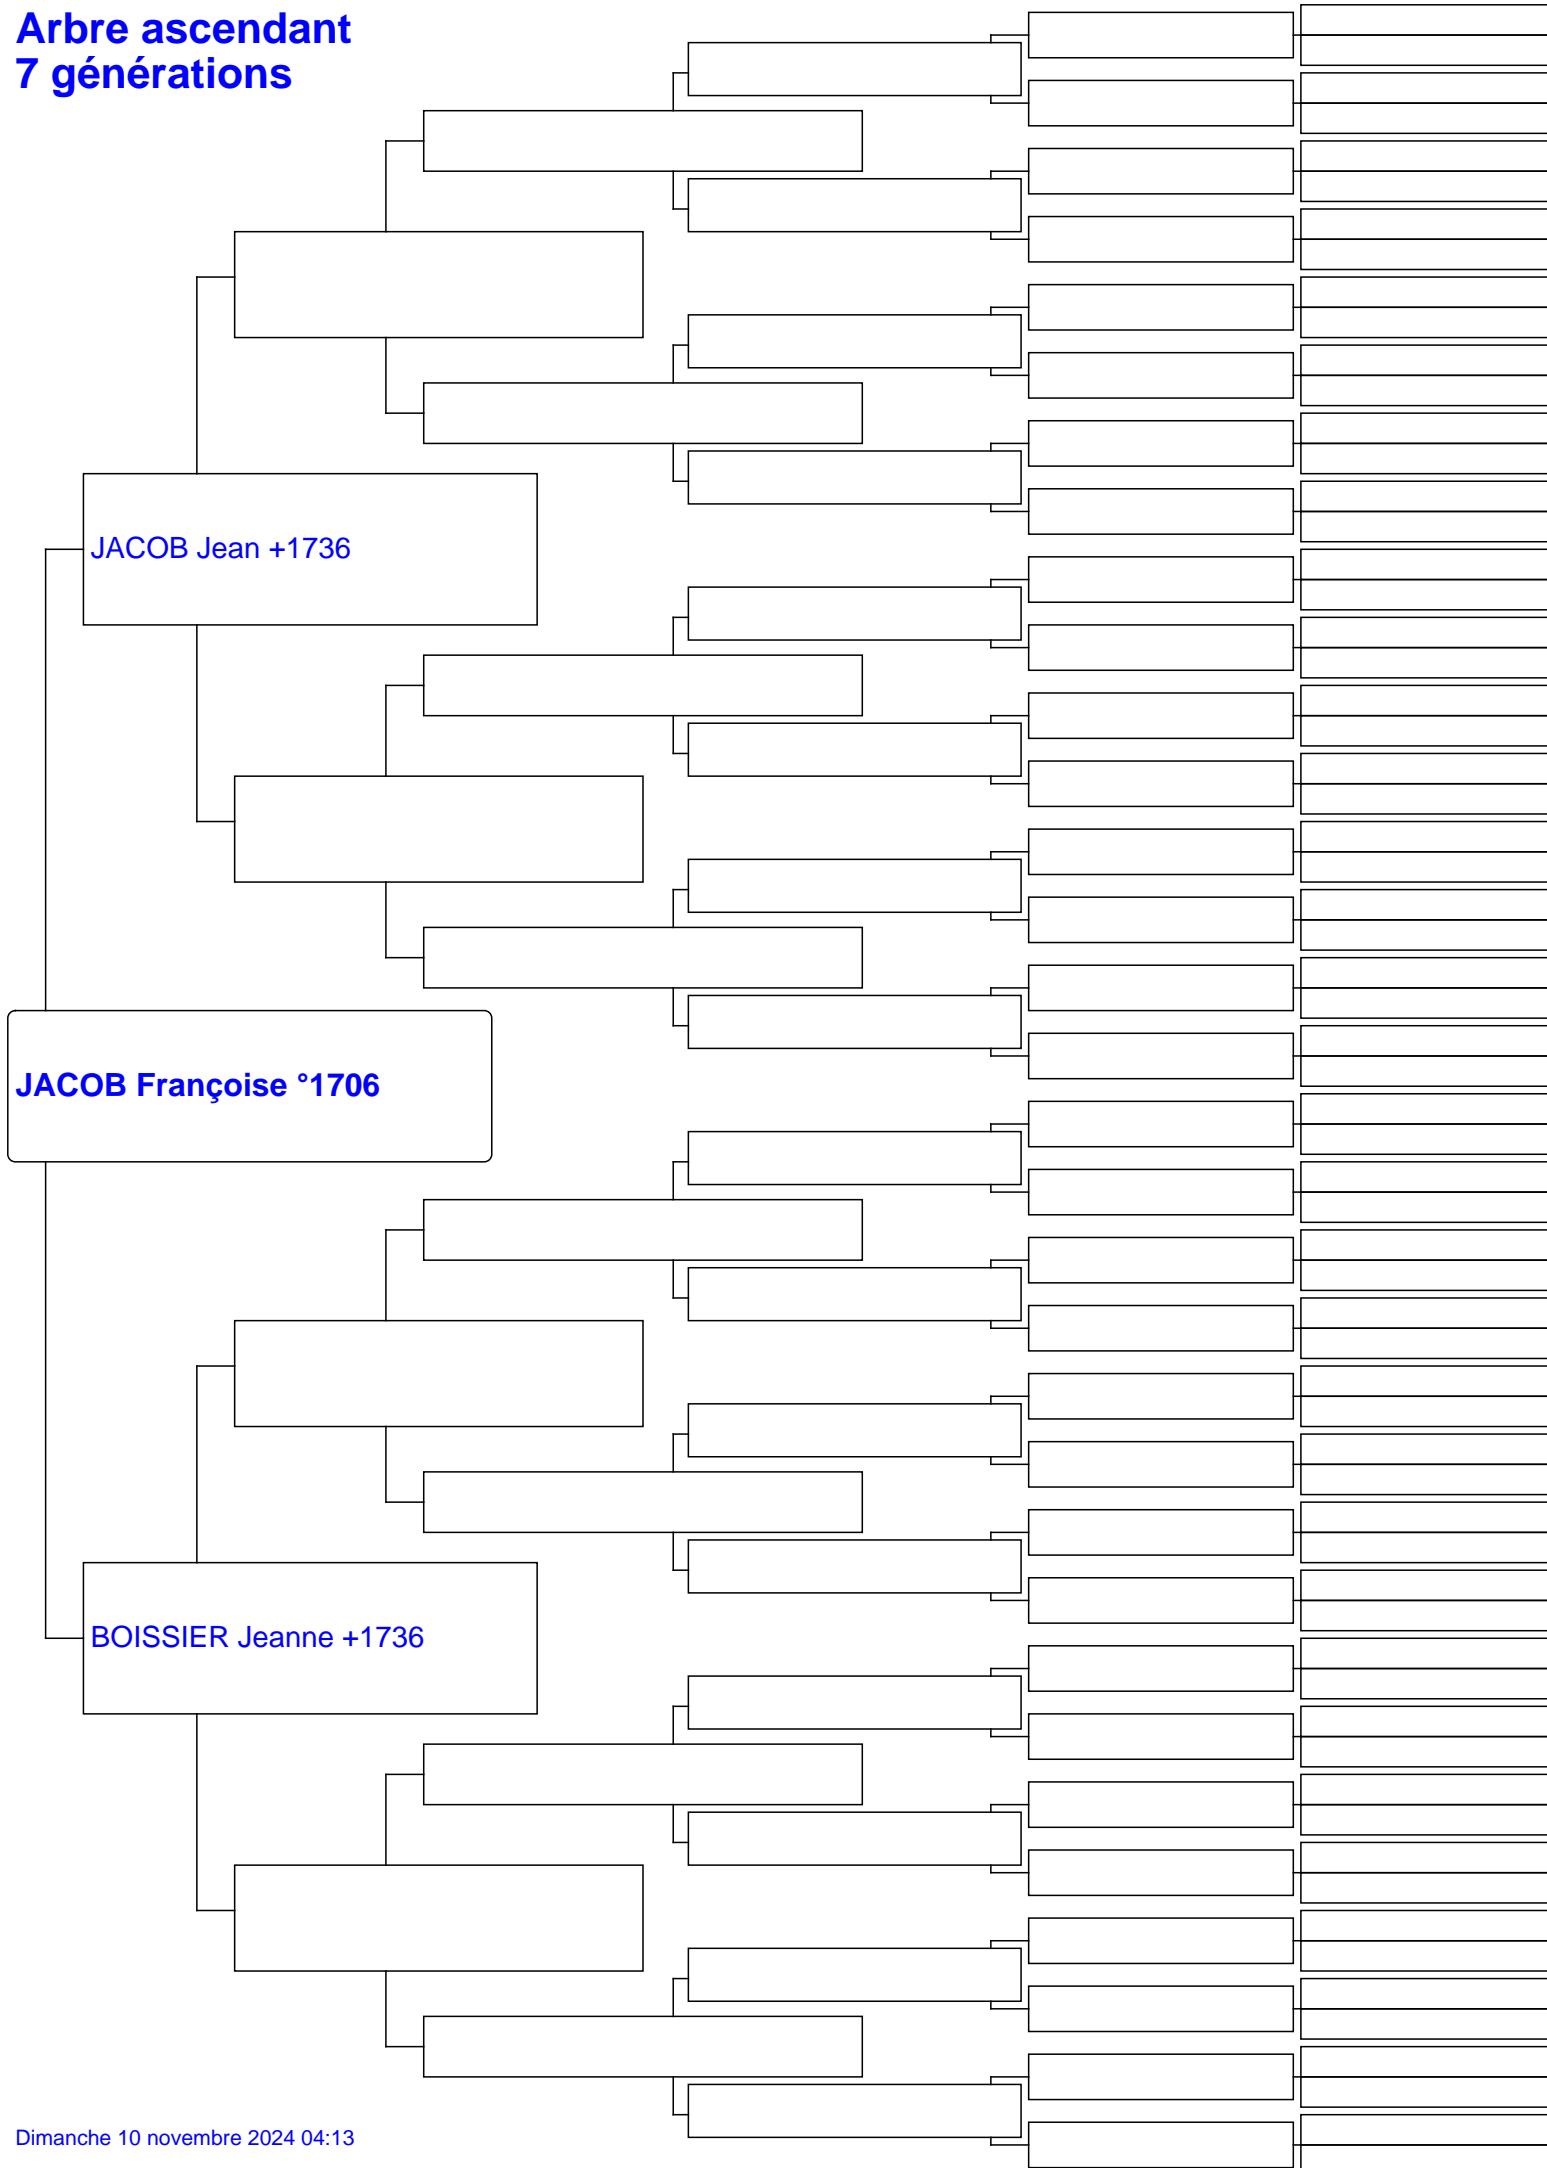 Arbre ascendant
7 générations
JACOB Jean +1736
JACOB Françoise °1706
BOISSIER Jeanne +1736
Dimanche 10 novembre 2024 04:13